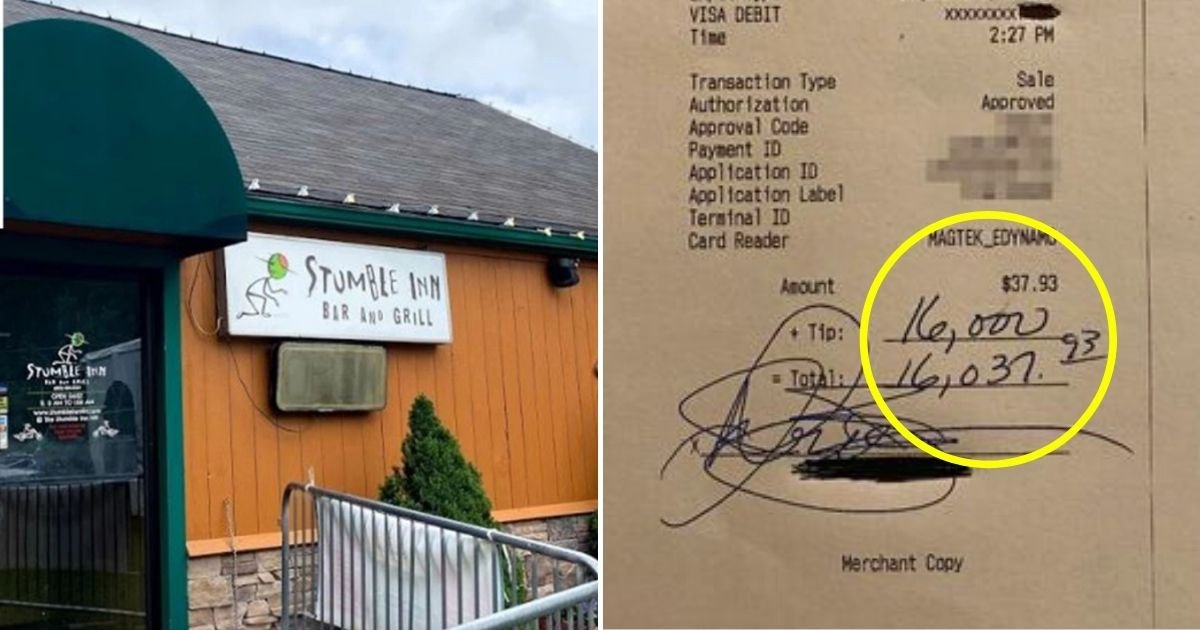 STUMBLE INN
BAR AND GRILL
STUMBLE INN
BAR AND GRILL
VISA DEBIT xxxxxxxx
Time 2:27 PM
Transaction Type Sale
Authorization Approved
Approval Code
Payment ID
Application ID
Application Label
Terminal ID
Card Reader MAGTEK_EDYNAMO
Amount $37.93
+ Tip: 16,000
= Total: 16,037.93
x
Merchant Copy